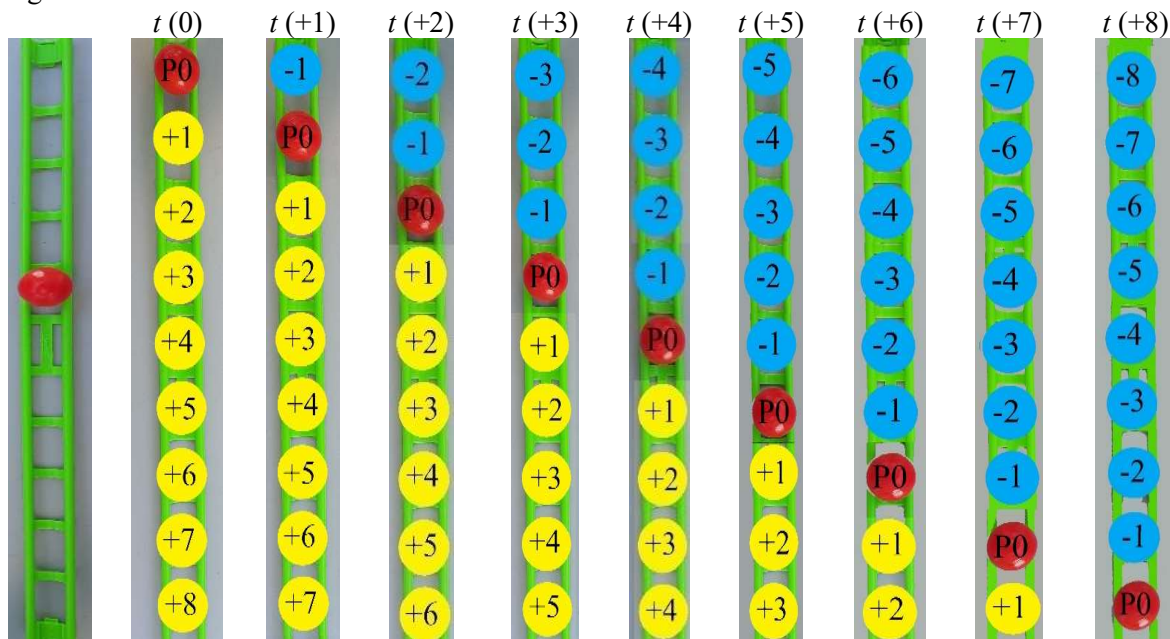 t (0) t (+1) t (+2) t (+3) t (+4) t (+5) t (+6) t (+7) t (+8)
P0 -1 -2 -3 -4 -5 -6 -7 -8
+1 P0 -1 -2 -3 -4 -5 -6 -7
+2 +1 P0 -1 -2 -3 -4 -5 -6
+3 +2 +1 P0 -1 -2 -3 -4 -5
+4 +3 +2 +1 P0 -1 -2 -3 -4
+5 +4 +3 +2 +1 P0 -1 -2 -3
+6 +5 +4 +3 +2 +1 P0 -1 -2
+7 +6 +5 +4 +3 +2 +1 P0 -1
+8 +7 +6 +5 +4 +3 +2 +1 P0